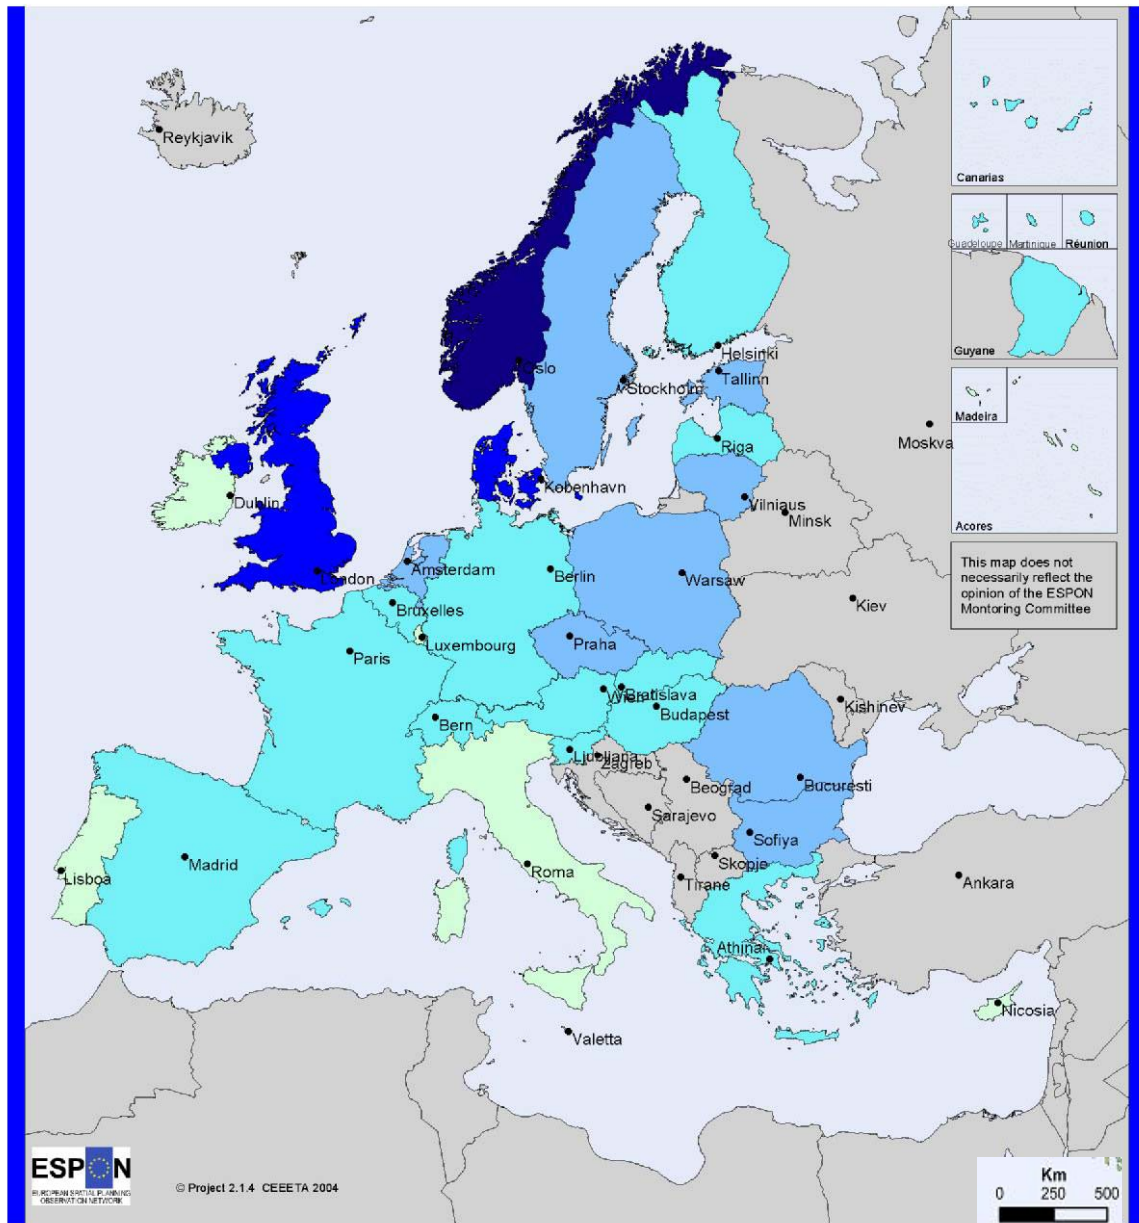 Reykjavik
Canarias
Guadeloupe
Martinique
Réunion
Guyane
Oslo
Helsinki
Tallinn
Stockholm
Madeira
Moskva
Riga
Dublin
Kobenhavn
Vilniaus
Minsk
Acores
London
Amsterdam
Berlin
Warsaw
This map does not
necessarily reflect the
opinion of the ESPON
Montoring Committee
Bruxelles
Kiev
Luxembourg
Praha
Paris
Wien
Bratislava
Kishinev
Bern
Budapest
Ljubljana
Zagreb
Beograd
Bucuresti
Sarajevo
Sofiya
Madrid
Roma
Skopje
Lisboa
Tirane
Ankara
Athinai
Nicosia
Valetta
ESPON
EUROPEAN SPATIAL PLANNING
OBSERVATION NETWORK
© Project 2.1.4 CEEETA 2004
Km
0 250 500